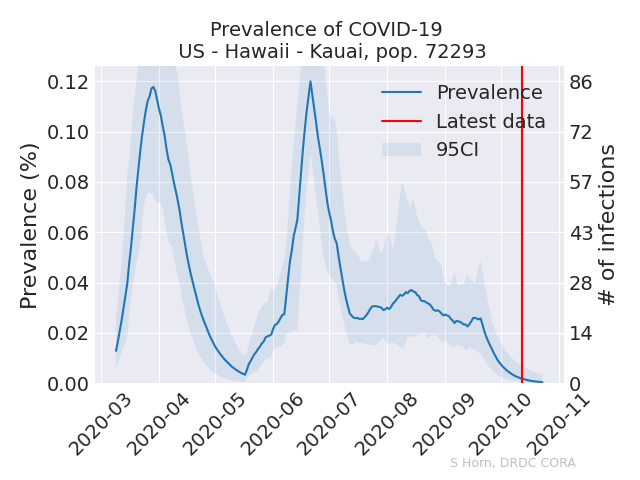 Prevalence of COVID-19
US - Hawaii - Kauai, pop. 72293
Prevalence (%)
0.12
0.10
0.08
0.06
0.04
0.02
0.00
Prevalence
Latest data
95CI
86
72
57
43
28
14
0
# of infections
2020-03
2020-04
2020-05
2020-06
2020-07
2020-08
2020-09
2020-10
2020-11
S Horn, DRDC CORA